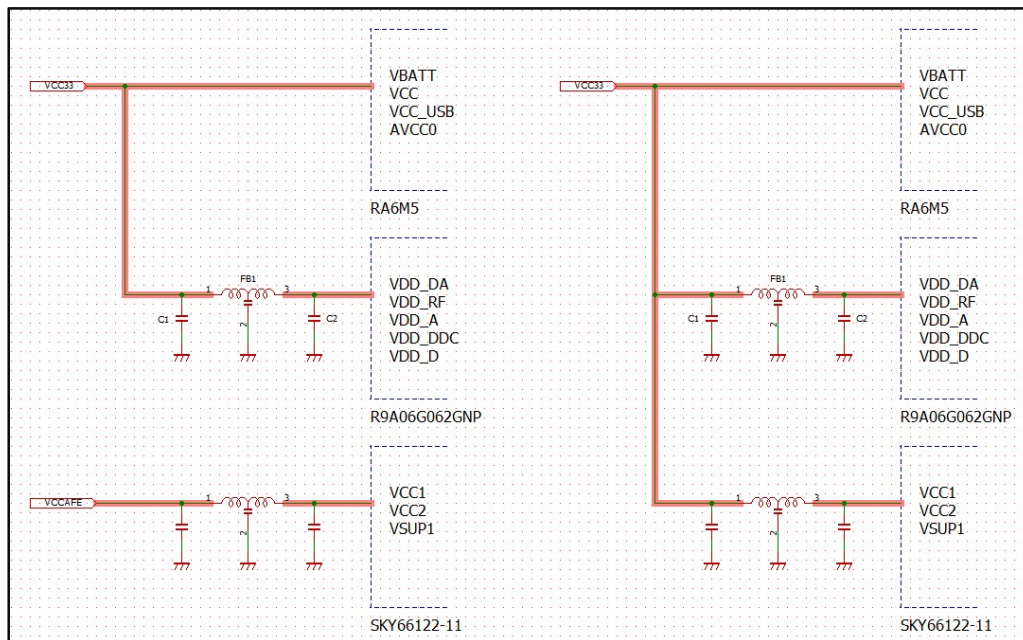 VCC33
VBATT
VCC
VCC_USB
AVCC0
RA6M5
FB1
1
3
C1
2
C2
VDD_DA
VDD_RF
VDD_A
VDD_DDC
VDD_D
R9A06G062GNP
VCCAFE
1
3
2
VCC1
VCC2
VSUP1
SKY66122-11
VCC33
VBATT
VCC
VCC_USB
AVCC0
RA6M5
FB1
1
3
C1
2
C2
VDD_DA
VDD_RF
VDD_A
VDD_DDC
VDD_D
R9A06G062GNP
1
3
2
VCC1
VCC2
VSUP1
SKY66122-11